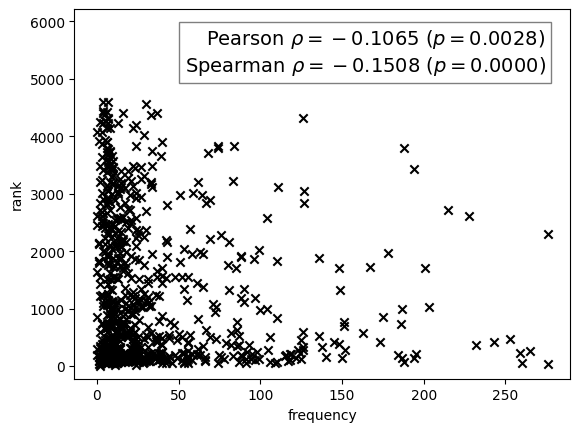 Pearson ρ = −0.1065 (p = 0.0028)
Spearman ρ = −0.1508 (p = 0.0000)
6000
5000
4000
3000
2000
1000
0
rank
0 50 100 150 200 250
frequency